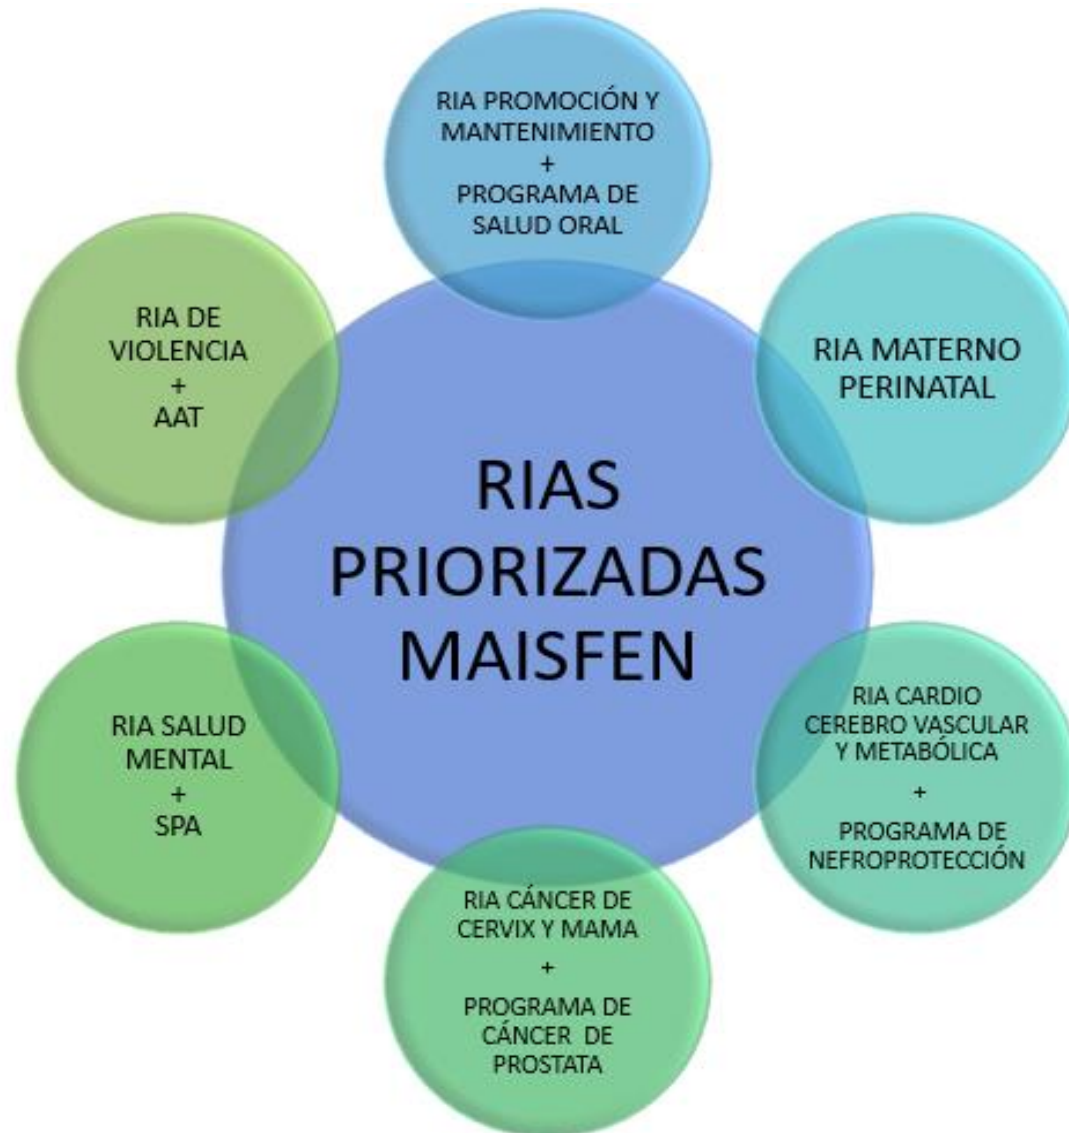 RIA PROMOCIÓN Y
MANTENIMIENTO
+
PROGRAMA DE
SALUD ORAL
RIA DE
VIOLENCIA
+
AAT
RIA MATERNO
PERINATAL
RIAS
PRIORIZADAS
MAISFEN
RIA SALUD
MENTAL
+
SPA
RIA CARDIO
CEREBRO VASCULAR
Y METABÓLICA
+
PROGRAMA DE
NEFROPROTECCIÓN
RIA CÁNCER DE
CERVIX Y MAMA
+
PROGRAMA DE
CÁNCER DE
PROSTATA